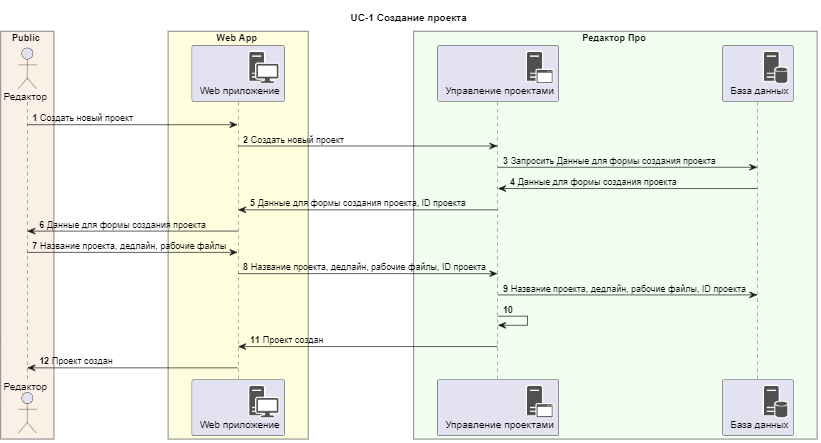 UC-1 Создание проекта
Public
Web App
Редактор Про
Редактор
Web приложение
Управление проектами
База данных
1 Создать новый проект
2 Создать новый проект
3 Запросить Данные для формы создания проекта
4 Данные для формы создания проекта
5 Данные для формы создания проекта, ID проекта
6 Данные для формы создания проекта
7 Название проекта, дедлайн, рабочие файлы
8 Название проекта, дедлайн, рабочие файлы, ID проекта
9 Название проекта, дедлайн, рабочие файлы, ID проекта
10
11 Проект создан
12 Проект создан
Редактор
Web приложение
Управление проектами
База данных